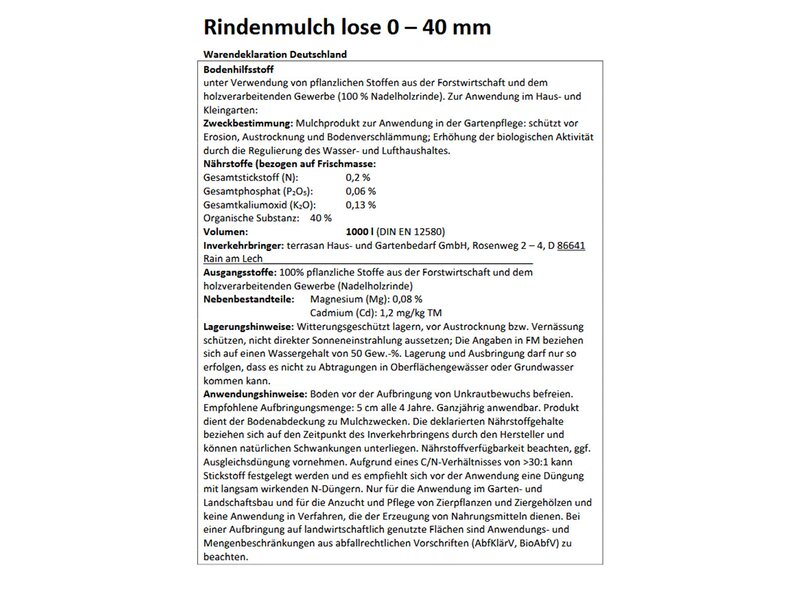 Rindenmulch lose 0 – 40 mm
Warendeklaration Deutschland
Bodenhilfsstoff
unter Verwendung von pflanzlichen Stoffen aus der Forstwirtschaft und dem
holzverarbeitenden Gewerbe (100 % Nadelholzrinde). Zur Anwendung im Haus- und
Kleingarten:
Zweckbestimmung: Mulchprodukt zur Anwendung in der Gartenpflege: schützt vor
Erosion, Austrocknung und Bodenverschlämmung; Erhöhung der biologischen Aktivität
durch die Regulierung des Wasser- und Lufthaushaltes.
Nährstoffe (bezogen auf Frischmasse:
Gesamtstickstoff (N): 0,2 %
Gesamtphosphat (P₂O₅): 0,06 %
Gesamtkaliumoxid (K₂O): 0,13 %
Organische Substanz: 40 %
Volumen: 1000 l (DIN EN 12580)
Inverkehrbringer: terrasan Haus- und Gartenbedarf GmbH, Rosenweg 2 – 4, D 86641
Rain am Lech
Ausgangsstoffe: 100% pflanzliche Stoffe aus der Forstwirtschaft und dem
holzverarbeitenden Gewerbe (Nadelholzrinde)
Nebenbestandteile: Magnesium (Mg): 0,08 %
Cadmium (Cd): 1,2 mg/kg TM
Lagerungshinweise: Witterungsgeschützt lagern, vor Austrocknung bzw. Vernässung
schützen, nicht direkter Sonneneinstrahlung aussetzen; Die Angaben in FM beziehen
sich auf einen Wassergehalt von 50 Gew.-%. Lagerung und Ausbringung darf nur so
erfolgen, dass es nicht zu Abtragungen in Oberflächengewässer oder Grundwasser
kommen kann.
Anwendungshinweise: Boden vor der Aufbringung von Unkrautbewuchs befreien.
Empfohlene Aufbringungsmenge: 5 cm alle 4 Jahre. Ganzjährig anwendbar. Produkt
dient der Bodenabdeckung zu Mulchzwecken. Die deklarierten Nährstoffgehalte
beziehen sich auf den Zeitpunkt des Inverkehrbringens durch den Hersteller und
können natürlichen Schwankungen unterliegen. Nährstoffverfügbarkeit beachten, ggf.
Ausgleichsdüngung vornehmen. Aufgrund eines C/N-Verhältnisses von >30:1 kann
Stickstoff festgelegt werden und es empfiehlt sich vor der Anwendung eine Düngung
mit langsam wirkenden N-Düngern. Nur für die Anwendung im Garten- und
Landschaftsbau und für die Anzucht und Pflege von Zierpflanzen und Ziergehölzen und
keine Anwendung in Verfahren, die der Erzeugung von Nahrungsmitteln dienen. Bei
einer Aufbringung auf landwirtschaftlich genutzte Flächen sind Anwendungs- und
Mengenbeschränkungen aus abfallrechtlichen Vorschriften (AbfKlärV, BioAbfV) zu
beachten.